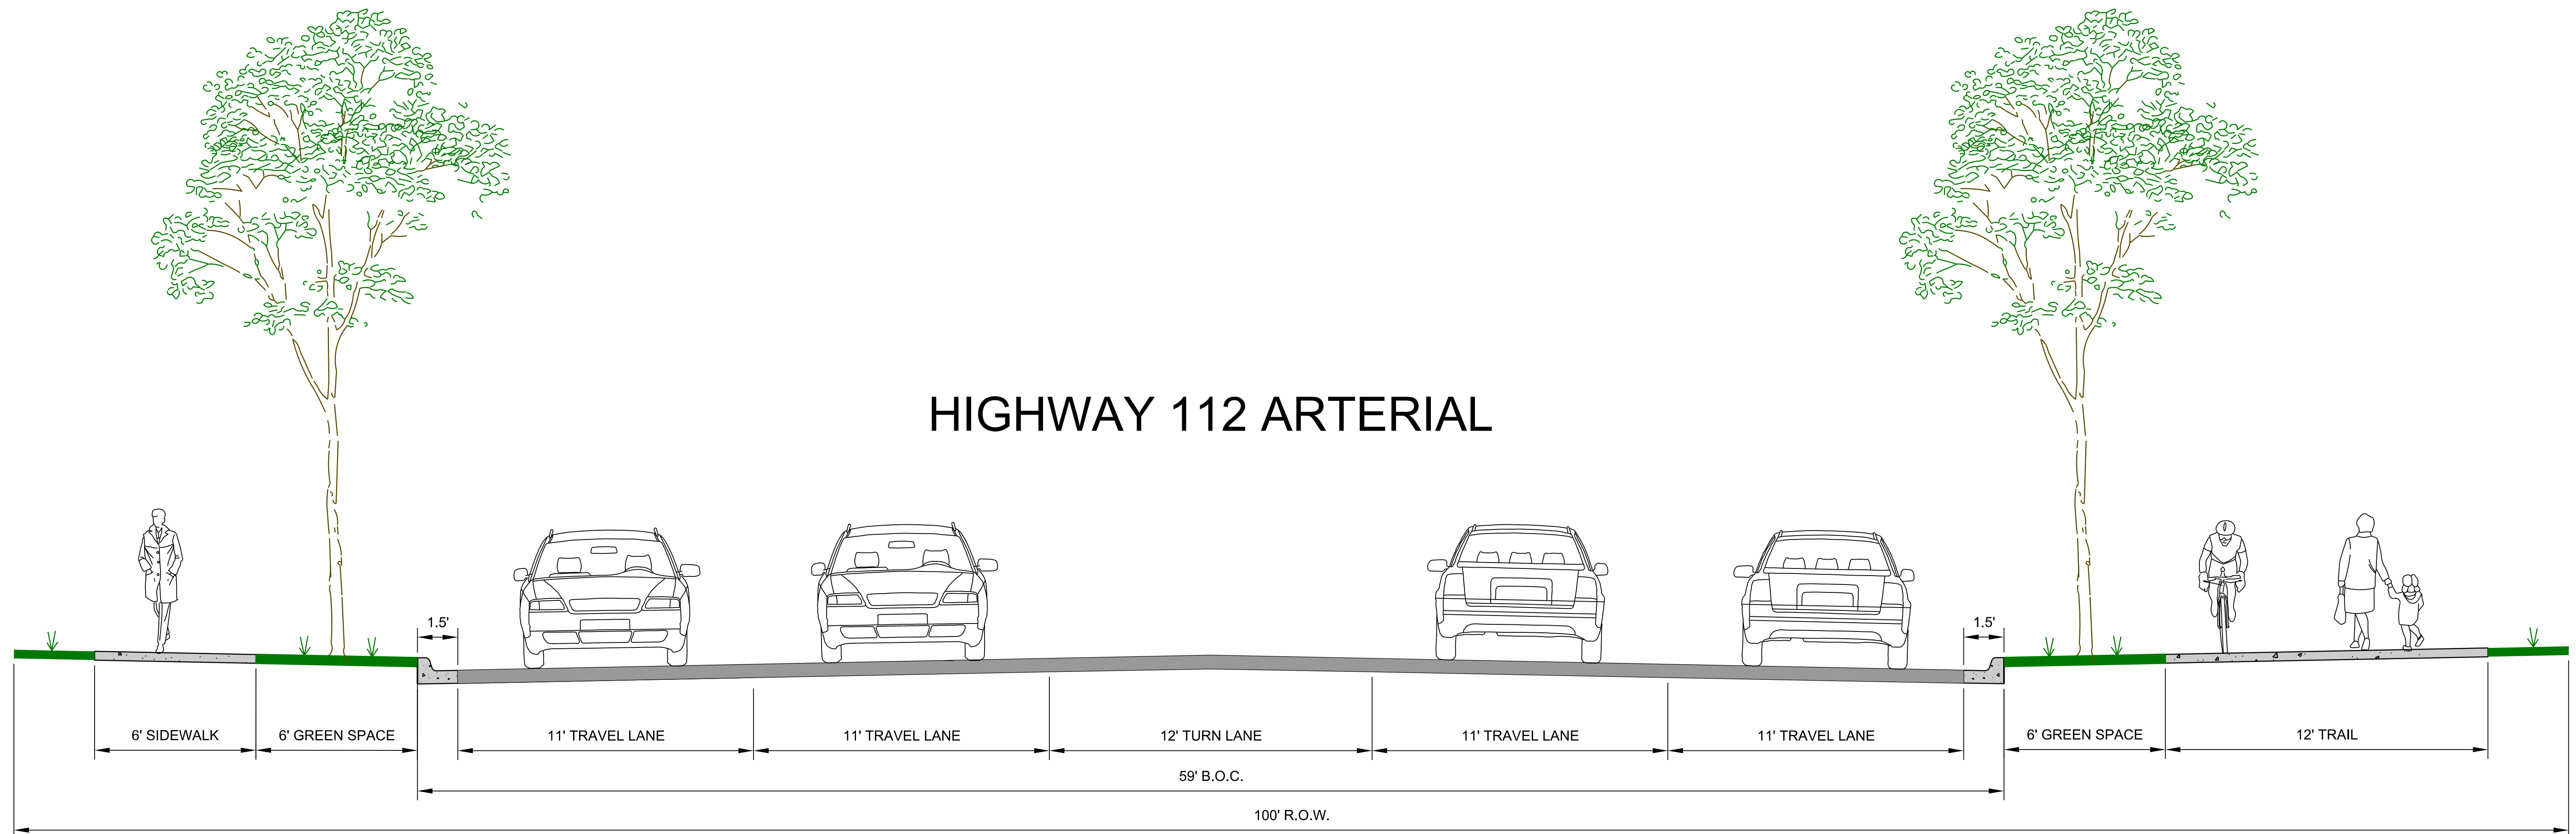 HIGHWAY 112 ARTERIAL
1.5'
1.5'
6' SIDEWALK
6' GREEN SPACE
11' TRAVEL LANE
11' TRAVEL LANE
12' TURN LANE
11' TRAVEL LANE
11' TRAVEL LANE
6' GREEN SPACE
12' TRAIL
59' B.O.C.
100' R.O.W.